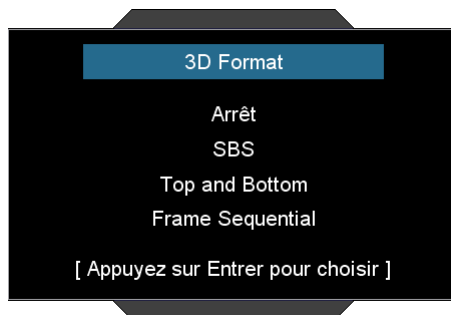 3D Format
Arrêt
SBS
Top and Bottom
Frame Sequential
[ Appuyez sur Entrer pour choisir ]